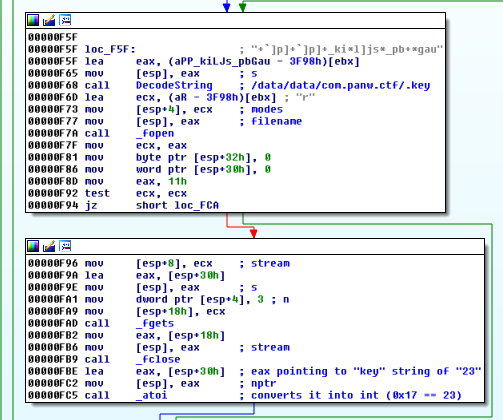 00000F5F
00000F5F loc_F5F: ; "+`]p]+`]p]+_ki*l]js*_pb+*gau"
00000F5F lea eax, (aPP_kiLJs_pbGau - 3F98h)[ebx]
00000F65 mov [esp], eax ; s
00000F68 call DecodeString ; /data/data/com.panw.ctf/.key
00000F6D lea ecx, (aR - 3F98h)[ebx] ; "r"
00000F73 mov [esp+4], ecx ; modes
00000F77 mov [esp], eax ; filename
00000F7A call _fopen
00000F7F mov ecx, eax
00000F81 mov byte ptr [esp+32h], 0
00000F86 mov word ptr [esp+30h], 0
00000F8D mov eax, 11h
00000F92 test ecx, ecx
00000F94 jz short loc_FCA
00000F96 mov [esp+8], ecx ; stream
00000F9A lea eax, [esp+30h]
00000F9E mov [esp], eax ; s
00000FA1 mov dword ptr [esp+4], 3 ; n
00000FA9 mov [esp+18h], ecx
00000FAD call _fgets
00000FB2 mov eax, [esp+18h]
00000FB6 mov [esp], eax ; stream
00000FB9 call _fclose
00000FBE lea eax, [esp+30h] ; eax pointing to "key" string of "23"
00000FC2 mov [esp], eax ; nptr
00000FC5 call _atoi ; converts it into int (0x17 == 23)